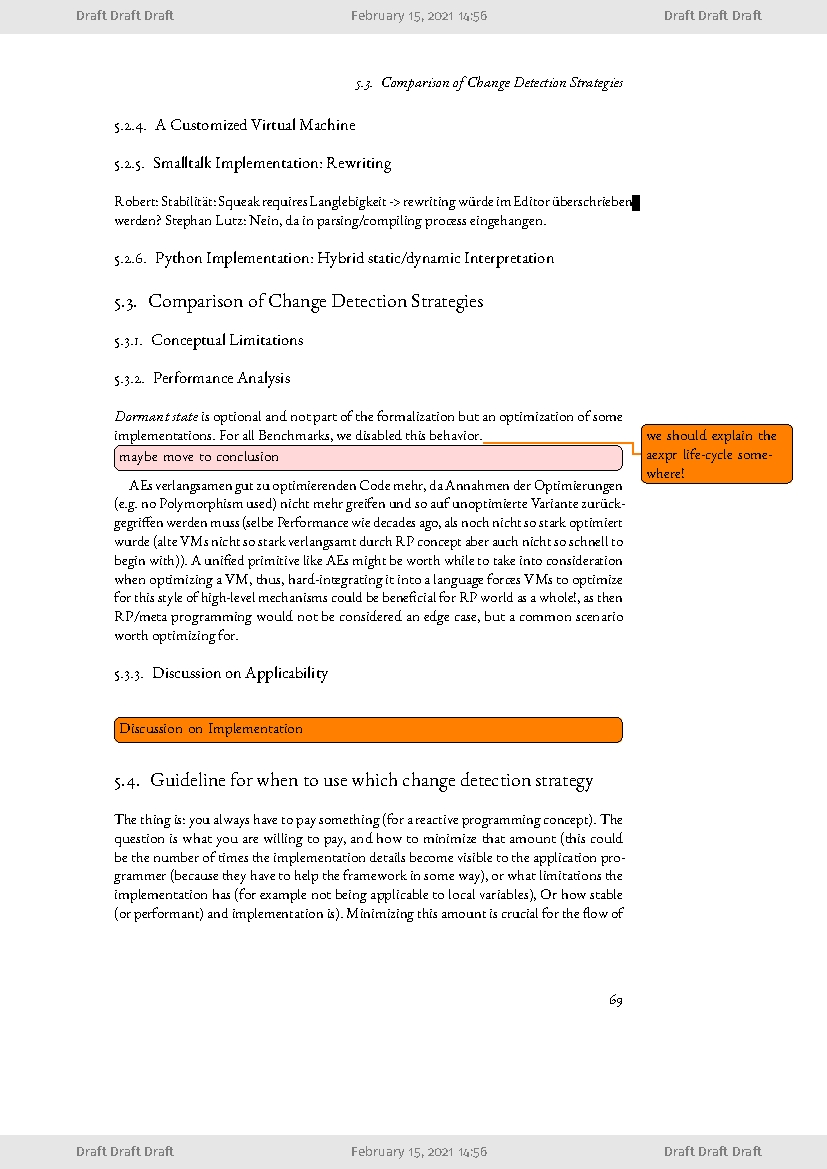 Draft Draft Draft February 15, 2021 14:56 Draft Draft Draft
5.3. Comparison of Change Detection Strategies
5.2.4. A Customized Virtual Machine
5.2.5. Smalltalk Implementation: Rewriting
Robert: Stabilität: Squeak requires Langlebigkeit -> rewriting würde im Editor überschrieben
werden? Stephan Lutz: Nein, da in parsing/compiling process eingehangen.
5.2.6. Python Implementation: Hybrid static/dynamic Interpretation
5.3. Comparison of Change Detection Strategies
5.3.1. Conceptual Limitations
5.3.2. Performance Analysis
Dormant state is optional and not part of the formalization but an optimization of some
implementations. For all Benchmarks, we disabled this behavior.
we should explain the
aexpr life-cycle some-
where!
maybe move to conclusion
AEs verlangsamen gut zu optimierenden Code mehr, da Annahmen der Optimierungen
(e.g. no Polymorphism used) nicht mehr greifen und so auf unoptimierte Variante zurück-
gegriffen werden muss (selbe Performance wie decades ago, als noch nicht so stark optimiert
wurde (alte VMs nicht so stark verlangsamt durch RP concept aber auch nicht so schnell to
begin with)). A unified primitive like AEs might be worth while to take into consideration
when optimizing a VM, thus, hard-integrating it into a language forces VMs to optimize
for this style of high-level mechanisms could be beneficial for RP world as a whole!, as then
RP/meta programming would not be considered an edge case, but a common scenario
worth optimizing for.
5.3.3. Discussion on Applicability
Discussion on Implementation
5.4. Guideline for when to use which change detection strategy
The thing is: you always have to pay something (for a reactive programming concept). The
question is what you are willing to pay, and how to minimize that amount (this could
be the number of times the implementation details become visible to the application pro-
grammer (because they have to help the framework in some way), or what limitations the
implementation has (for example not being applicable to local variables), Or how stable
(or performant) and implementation is). Minimizing this amount is crucial for the flow of
69
Draft Draft Draft February 15, 2021 14:56 Draft Draft Draft